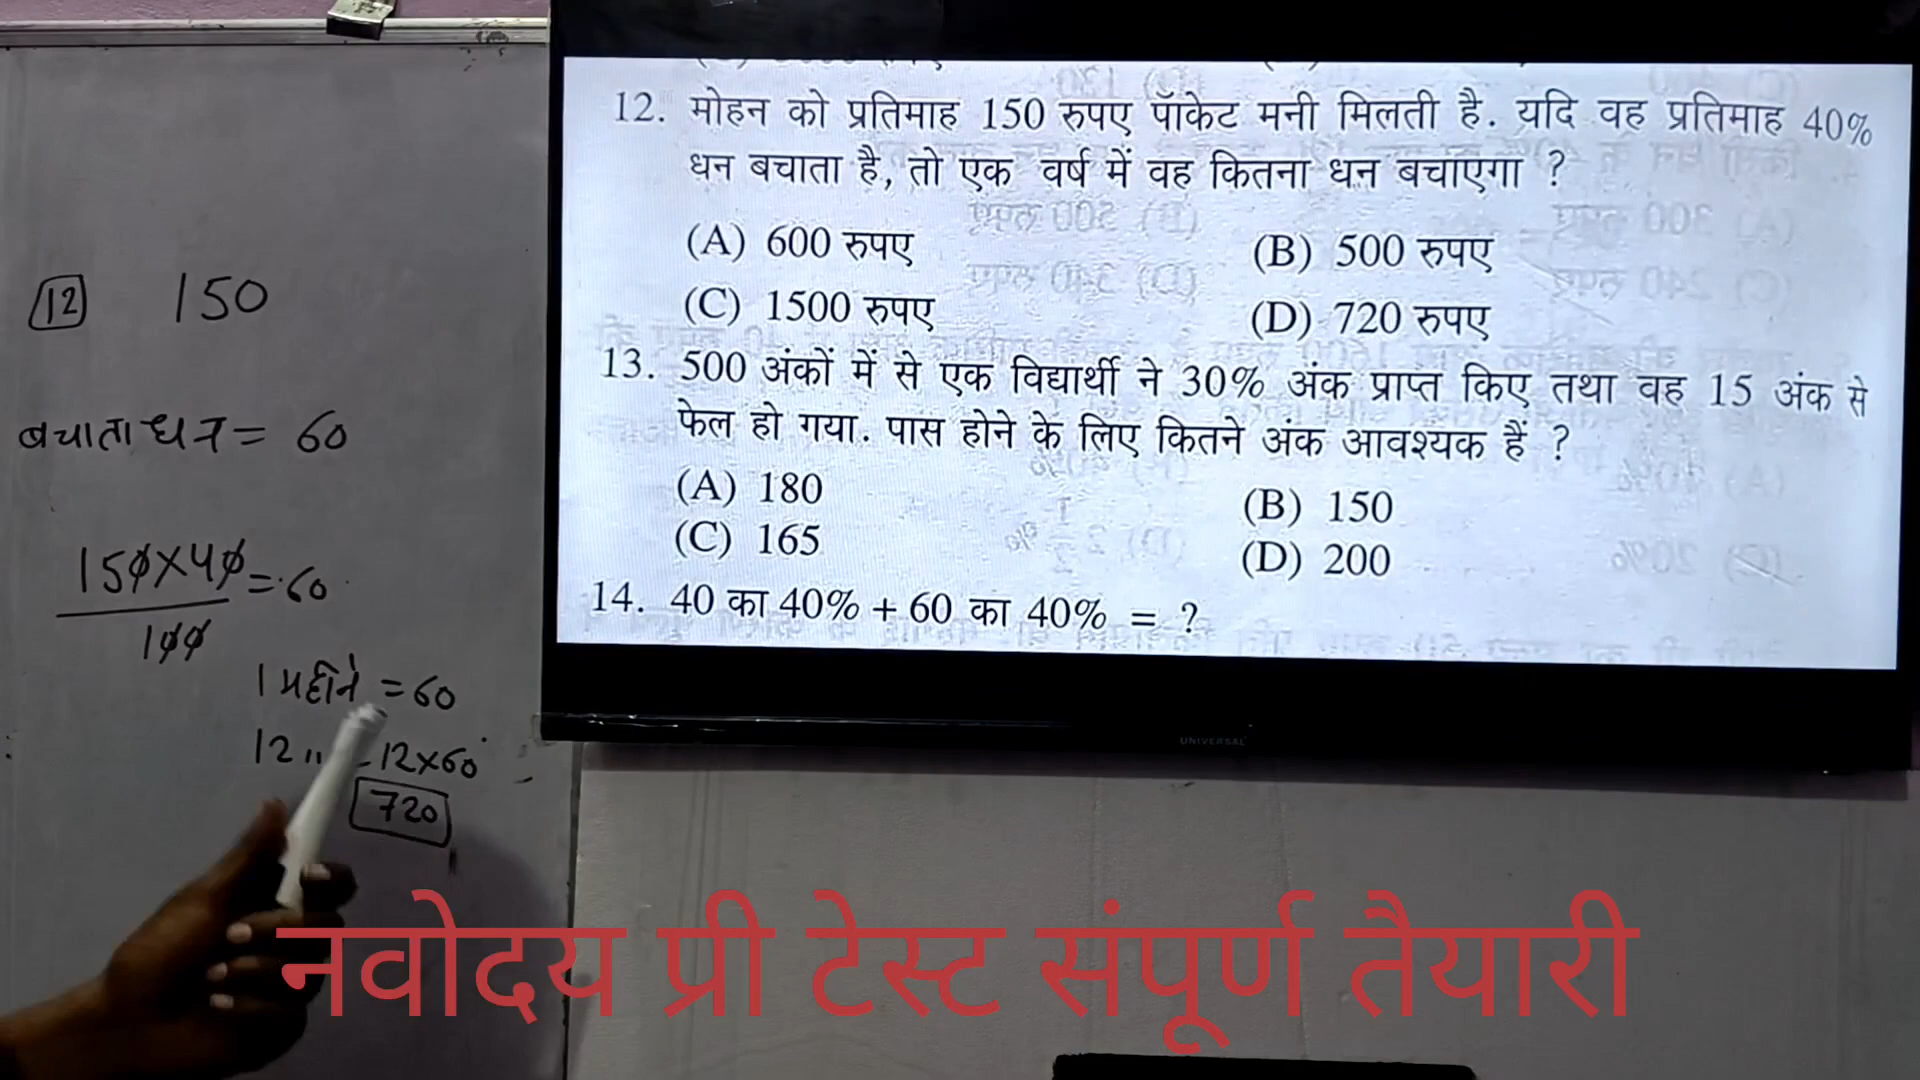 12. मोहन को प्रतिमाह 150 रुपए पॉकेट मनी मिलती है. यदि वह प्रतिमाह 40%
धन बचाता है, तो एक वर्ष में वह कितना धन बचाएगा ?
(A) 600 रुपए (B) 500 रुपए
(C) 1500 रुपए (D) 720 रुपए
13. 500 अंकों में से एक विद्यार्थी ने 30% अंक प्राप्त किए तथा वह 15 अंक से
फेल हो गया. पास होने के लिए कितने अंक आवश्यक हैं ?
(A) 180 (B) 150
(C) 165 (D) 200
14. 40 का 40% + 60 का 40% = ?
UNIVERSAL
12 150
बचाता धन = 60
150×40 = 60
100
1 महीने = 60
12 " = 12×60
720
नवोदय प्री टेस्ट संपूर्ण तैयारी